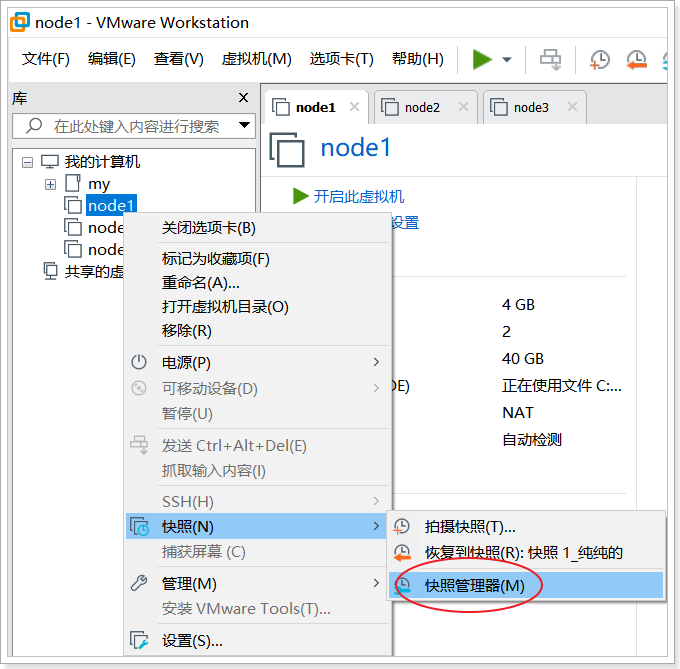 node1 - VMware Workstation
文件(F) 编辑(E) 查看(V) 虚拟机(M) 选项卡(T) 帮助(H)
库
在此处键入内容进行搜索
我的计算机
my
node1
node
node
共享的虚
node1 node2 node3
node1
开启此虚拟机
设置
4 GB
2
40 GB
DE) 正在使用文件 C:...
NAT
自动检测
关闭选项卡(B)
标记为收藏项(F)
重命名(A)...
打开虚拟机目录(O)
移除(R)
电源(P)
可移动设备(D)
暂停(U)
发送 Ctrl+Alt+Del(E)
抓取输入内容(I)
SSH(H)
快照(N)
捕获屏幕 (C)
管理(M)
安装 VMware Tools(T)...
设置(S)...
拍摄快照(T)...
恢复到快照(R): 快照 1_纯纯的
快照管理器(M)